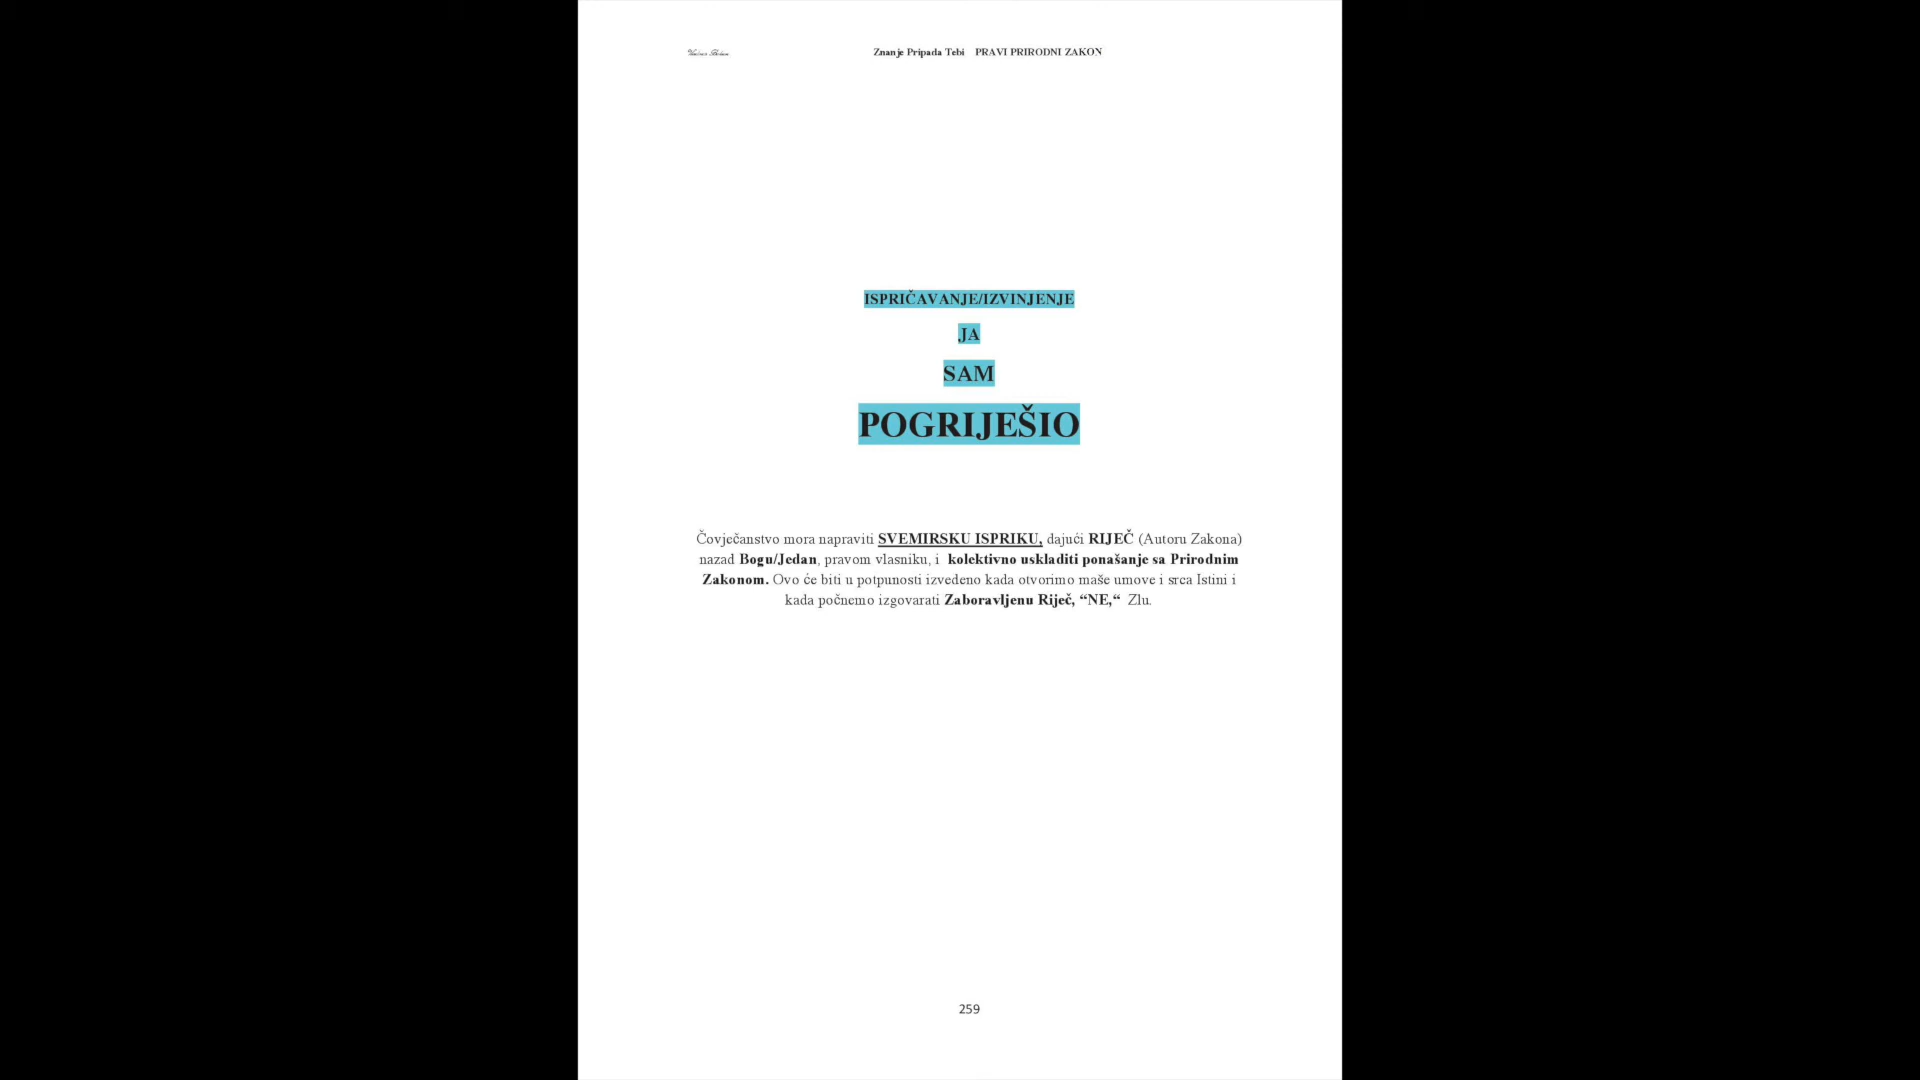 Znanje Pripada Tebi PRAVI PRIRODNI ZAKON
ISPRIČAVANJE/IZVINJENJE
JA
SAM
POGRIJEŠIO
Čovječanstvo mora napraviti SVEMIRSKU ISPRIKU, dajući RIJEČ (Autoru Zakona)
nazad Bogu/Jedan, pravom vlasniku, i kolektivno uskladiti ponašanje sa Prirodnim
Zakonom. Ovo će biti u potpunosti izvedeno kada otvorimo maše umove i srca Istini i
kada počnemo izgovarati Zaboravljenu Riječ, “NE,“ Zlu.
259